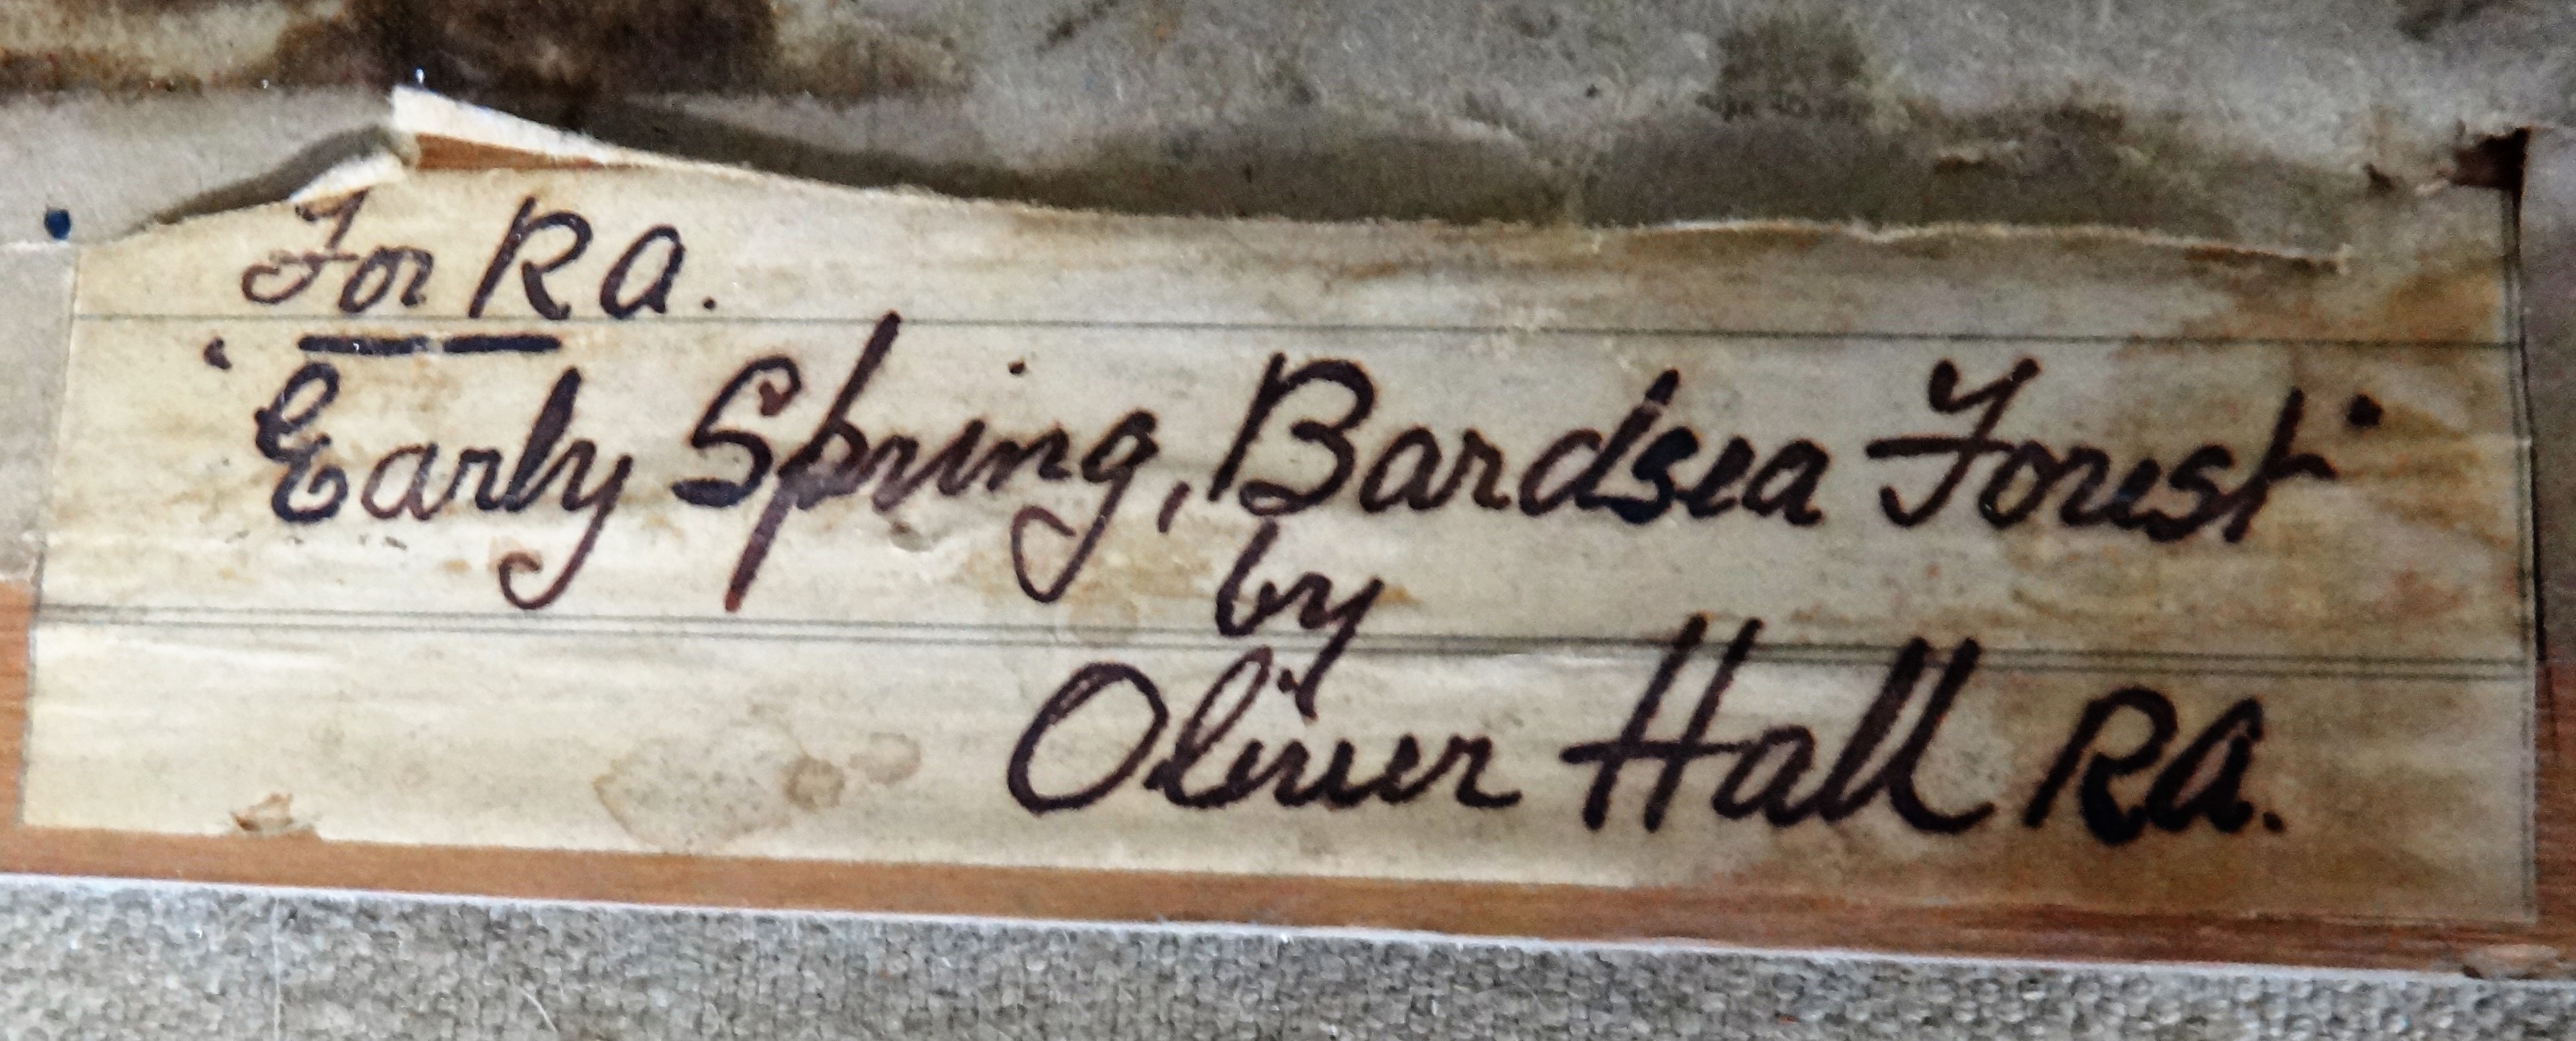 For RA.
'Early Spring, Bardsea Forest'
by
Oliver Hall RA.